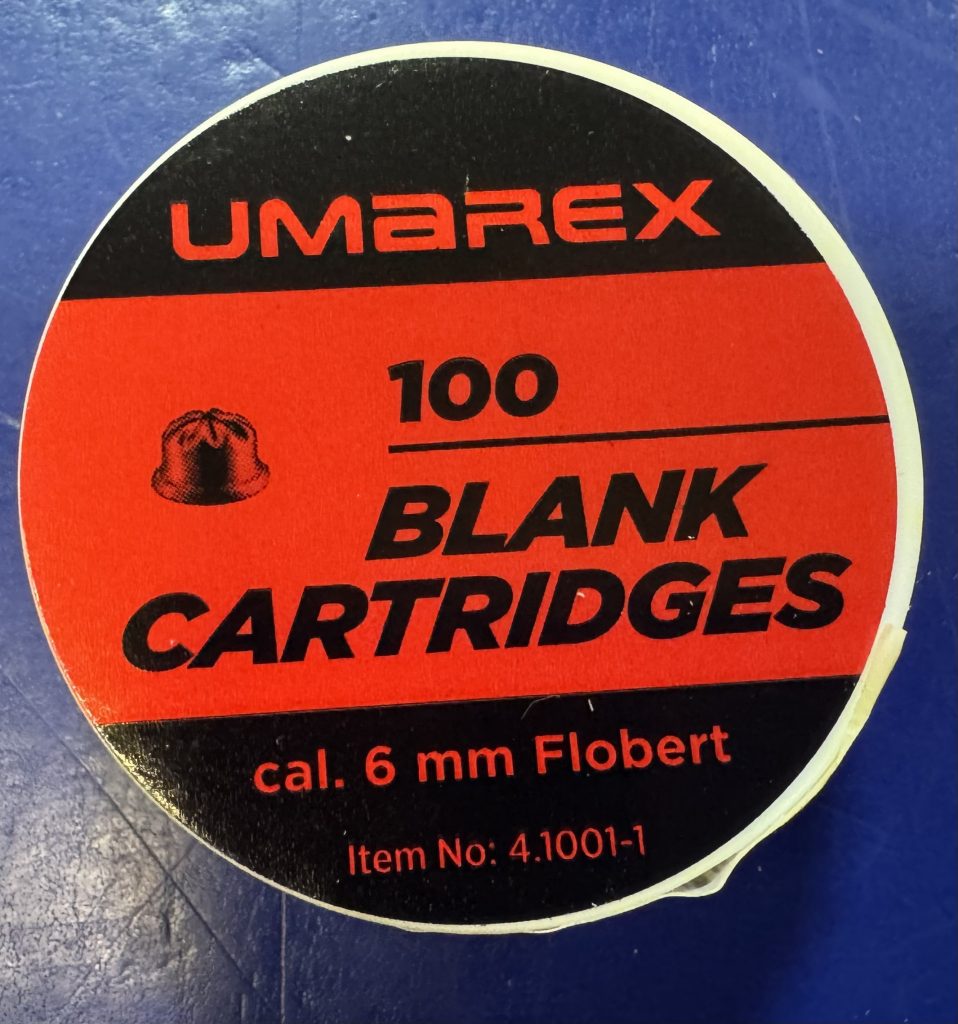 UMAREX
100
BLANK
CARTRIDGES
cal. 6 mm Flobert
Item No: 4.1001-1